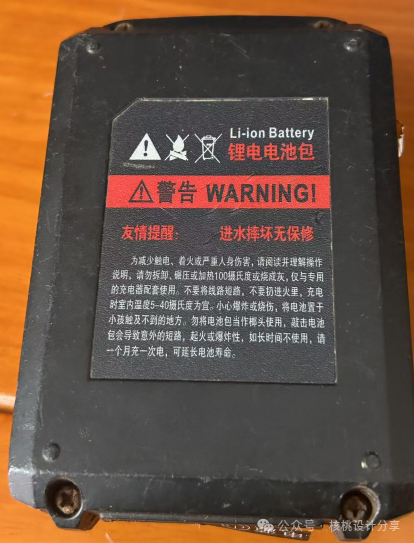 Li-ion Battery
锂电电池包
警告 WARNING!
友情提醒： 进水摔坏无保修
为减少触电、着火或严重人身伤害，请阅读并理解操作
说明，请勿拆卸、碾压或加热100摄氏度或烧成灰，仅与专用
的充电器配套使用。不要将线路短路，不要扔进火里，充电
时室内温度5-40摄氏度为宜。小心爆炸或烧伤，将电池置于
小孩触及不到的地方。勿将电池包当作榔头使用，敲击电池
包会导致意外的短路，起火或爆炸性，如长时间不使用，请
一个月充一次电，可延长电池寿命。
公众号·核桃设计分享